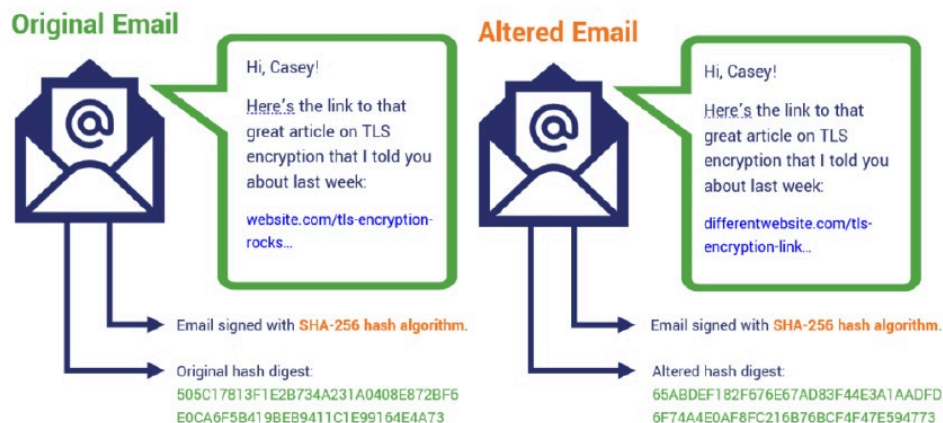 Original Email
Hi, Casey!
Here's the link to that
great article on TLS
encryption that I told you
about last week:
website.com/tls-encryption-
rocks...
Email signed with SHA-256 hash algorithm.
Original hash digest:
505C17813F1E2B734A231A0408E872BF6
E0CA6F5B419BEB9411C1E99164E4A73
Altered Email
Hi, Casey!
Here's the link to that
great article on TLS
encryption that I told you
about last week:
differentwebsite.com/tls-
encryption-link...
Email signed with SHA-256 hash algorithm.
Altered hash digest:
65ABDEF182F676E67AD83F44E3A1AADFD
6F74A4E0AF8FC216B76BCF4F47E594773